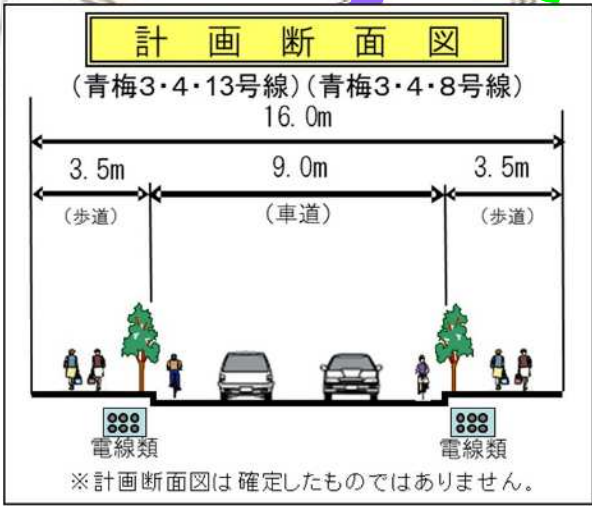 計画断面図
(青梅3・4・13号線)(青梅3・4・8号線)
16.0m
3.5m 9.0m 3.5m
(歩道) (車道) (歩道)
電線類 電線類
※計画断面図は確定したものではありません。